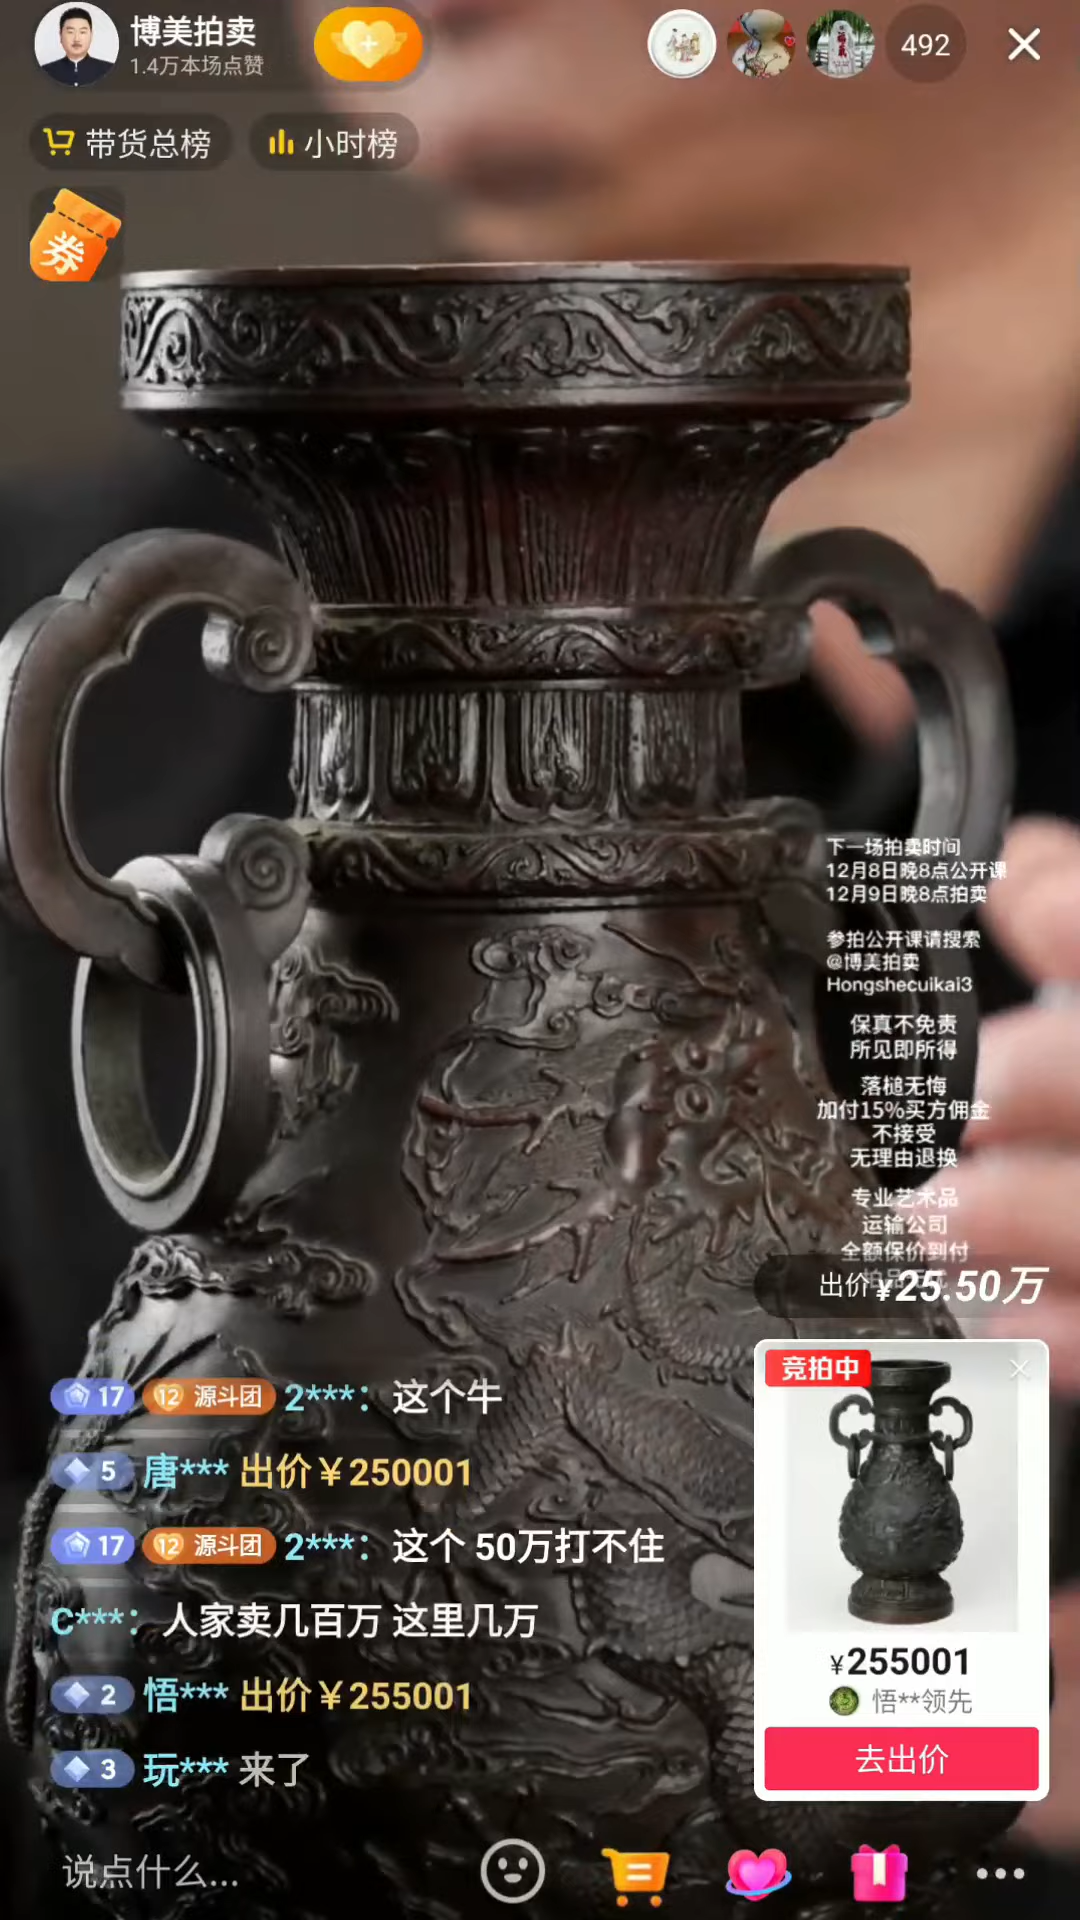 博美拍卖
1.4万本场点赞
492
带货总榜
小时榜
券
下一场拍卖时间
12月8日晚8点公开课
12月9日晚8点拍卖
参拍公开课请搜索
@博美拍卖
Hongshecuikai3
保真不免责
所见即所得
落槌无悔
加付15%买方佣金
不接受
无理由退换
专业艺术品
运输公司
全额保价到付
出价 ¥25.50万
竞拍中
¥255001
悟**领先
去出价
17 12 源斗团 2***：这个牛
5 唐*** 出价￥250001
17 12 源斗团 2***：这个 50万打不住
C***：人家卖几百万 这里几万
2 悟*** 出价￥255001
3 玩*** 来了
说点什么...